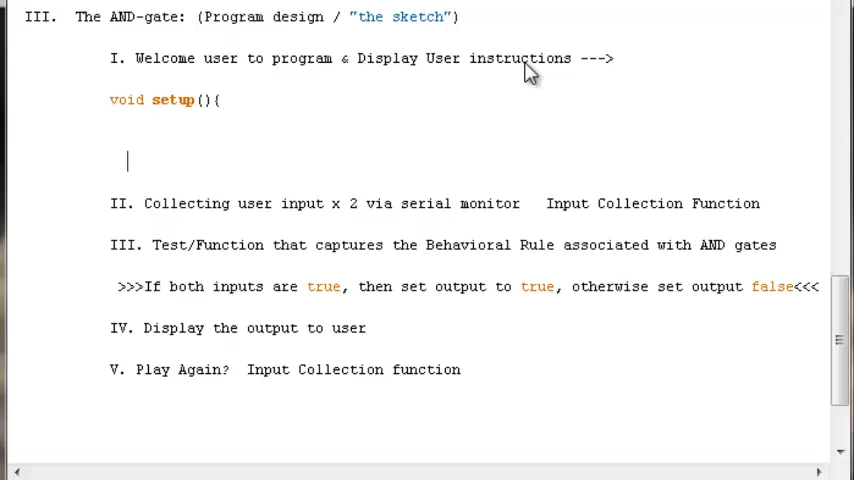 III. The AND-gate: (Program design / "the sketch")
I. Welcome user to program & Display User instructions --->
void setup(){
II. Collecting user input x 2 via serial monitor Input Collection Function
III. Test/Function that captures the Behavioral Rule associated with AND gates
>>>If both inputs are true, then set output to true, otherwise set output false<<<
IV. Display the output to user
V. Play Again? Input Collection function